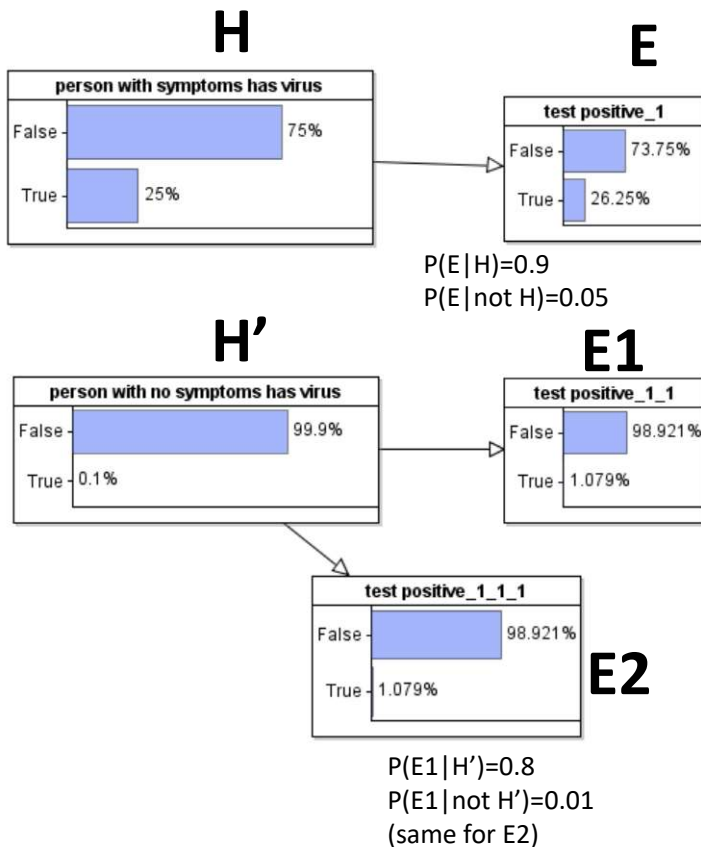 H
E
person with symptoms has virus
False
75%
True
25%
test positive_1
False
73.75%
True
26.25%
P(E|H)=0.9
P(E|not H)=0.05
H’
E1
person with no symptoms has virus
False
99.9%
True
0.1%
test positive_1_1
False
98.921%
True
1.079%
test positive_1_1_1
False
98.921%
True
1.079%
E2
P(E1|H’)=0.8
P(E1|not H’)=0.01
(same for E2)